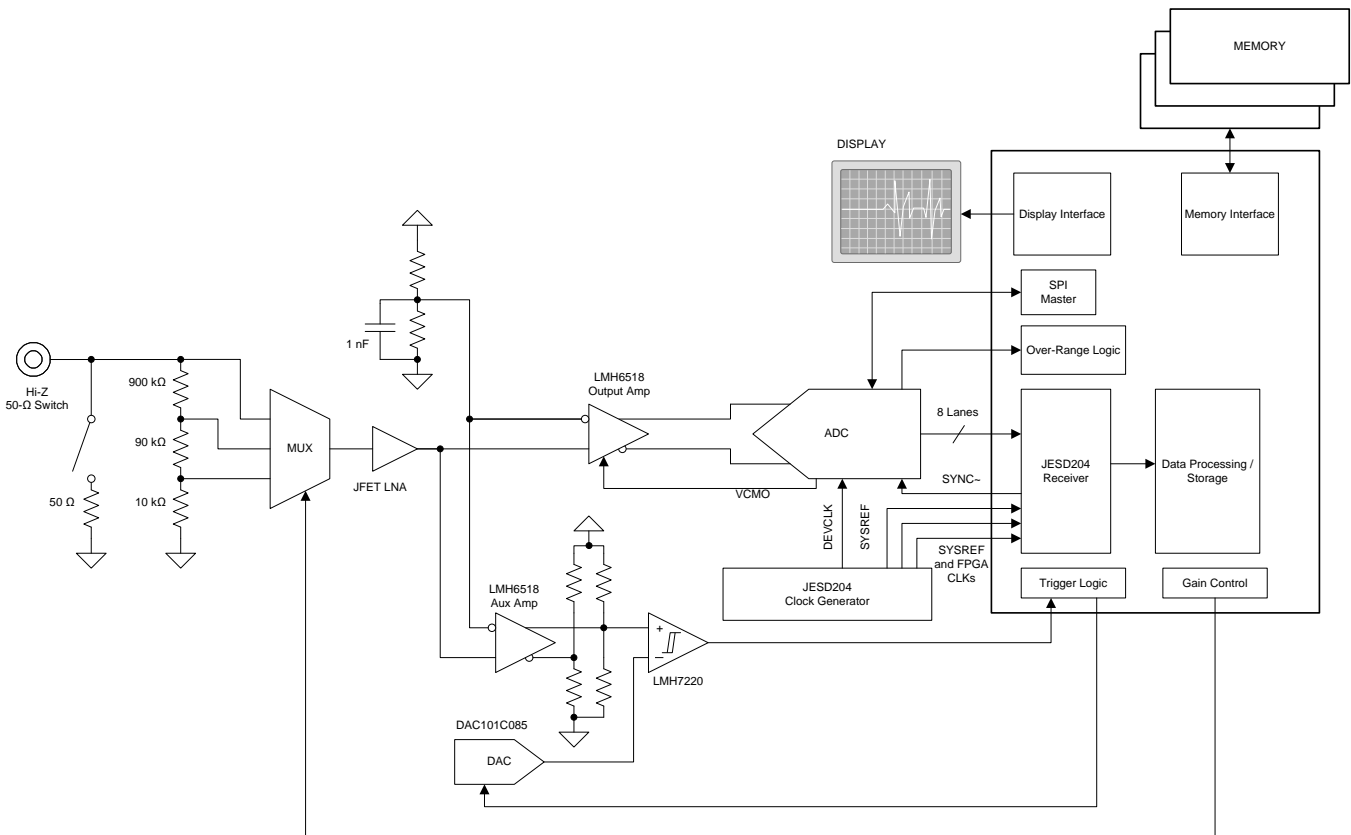 MEMORY
DISPLAY
Display Interface
Memory Interface
SPI
Master
1 nF
Over-Range Logic
Hi-Z
50-Ω Switch
900 kΩ
90 kΩ
10 kΩ
50 Ω
MUX
JFET LNA
LMH6518
Output Amp
ADC
8 Lanes
JESD204
Receiver
Data Processing /
Storage
VCMO
SYNC~
DEVCLK
SYSREF
SYSREF
and FPGA
CLKs
JESD204
Clock Generator
Trigger Logic
Gain Control
LMH6518
Aux Amp
+
−
LMH7220
DAC101C085
DAC